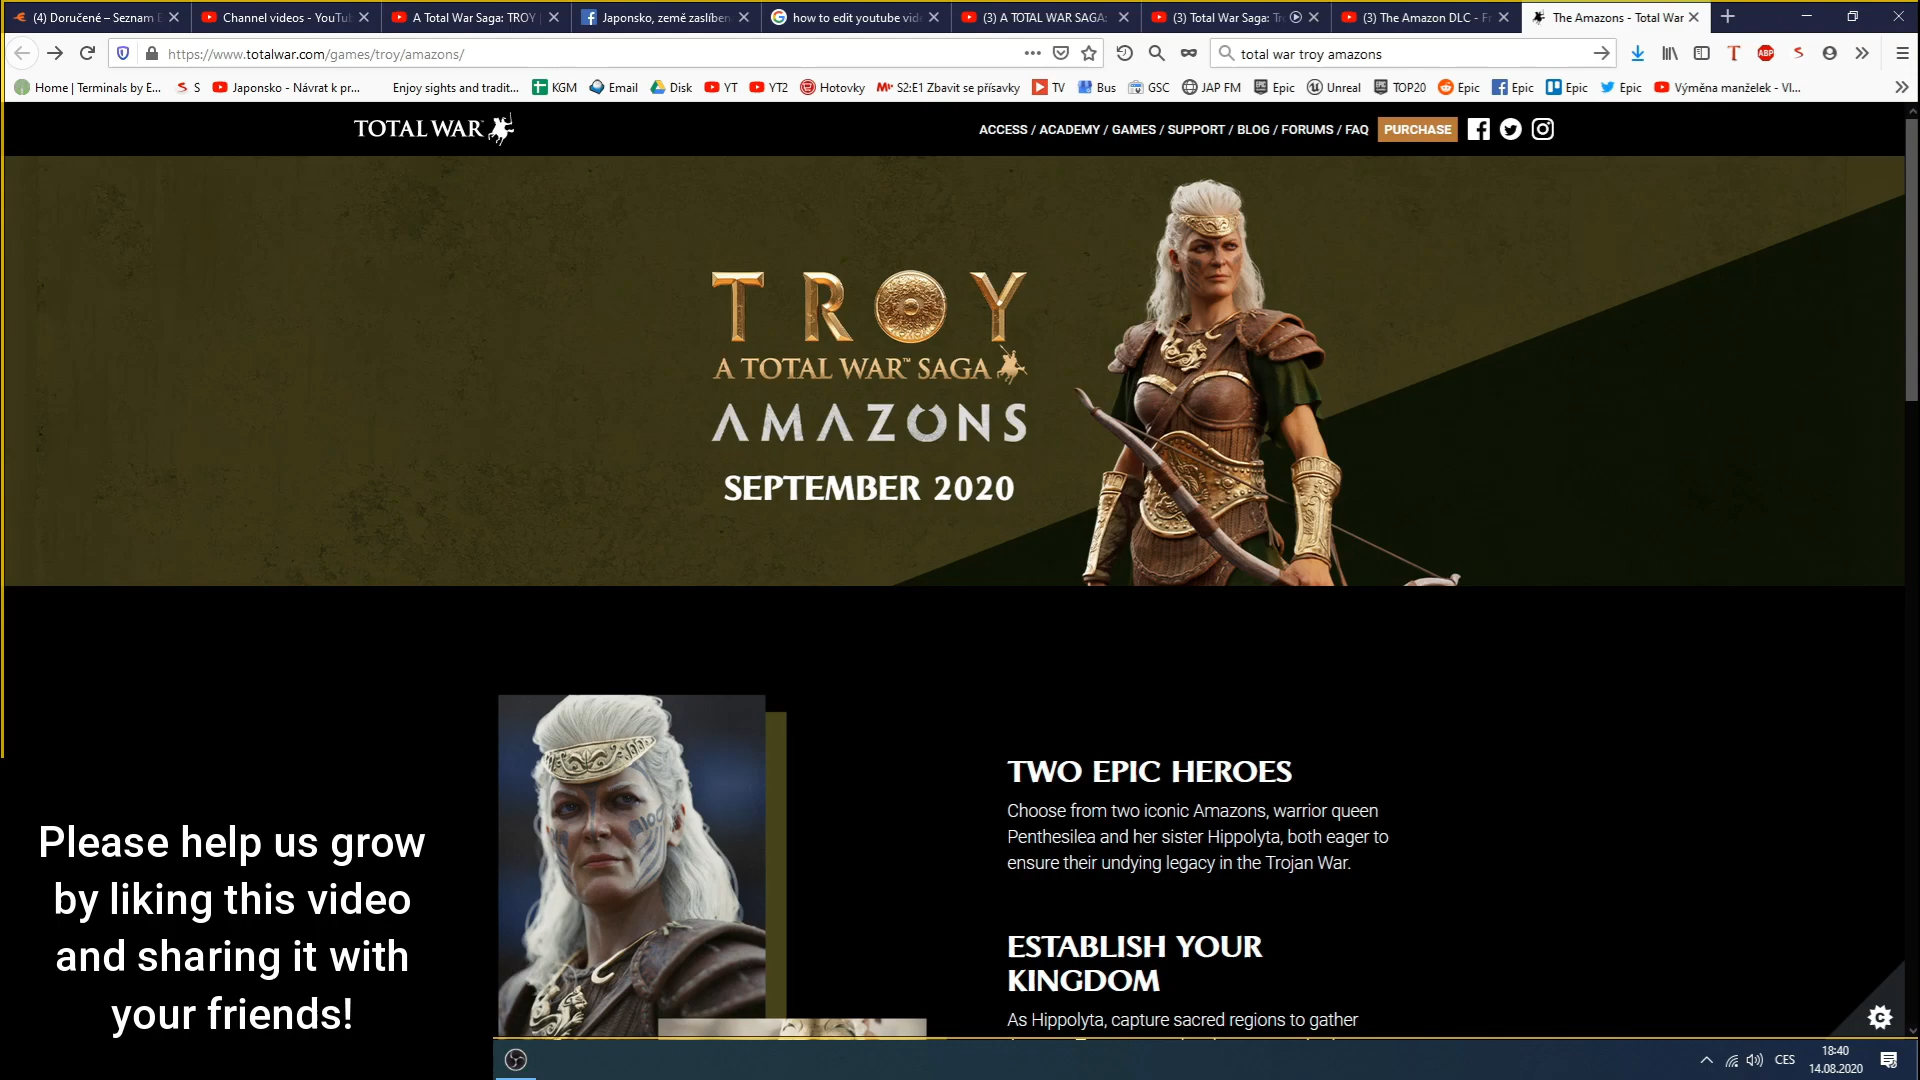 (4) Doručené – Seznam E
Channel videos - YouTu
A Total War Saga: TROY
Japonsko, země zaslíben
how to edit youtube vid
(3) A TOTAL WAR SAGA:
(3) Total War Saga: Tr
(3) The Amazon DLC - Fr
The Amazons - Total War
https://www.totalwar.com/games/troy/amazons/
total war troy amazons
ABP
Home | Terminals by E...
S
Japonsko - Návrat k pr...
Enjoy sights and tradit...
KGM
Email
Disk
YT
YT2
Hotovky
S2:E1 Zbavit se přísavky
TV
Bus
GSC
JAP FM
Epic
Unreal
TOP20
Epic
Epic
Epic
Epic
Výměna manželek - Vl...
TOTAL WAR
ACCESS / ACADEMY / GAMES / SUPPORT / BLOG / FORUMS / FAQ
PURCHASE
TROY
A TOTAL WAR™ SAGA
AMAZONS
SEPTEMBER 2020
TWO EPIC HEROES
Choose from two iconic Amazons, warrior queen
Penthesilea and her sister Hippolyta, both eager to
ensure their undying legacy in the Trojan War.
ESTABLISH YOUR
KINGDOM
As Hippolyta, capture sacred regions to gather
Please help us grow
by liking this video
and sharing it with
your friends!
CES
18:40
14.08.2020